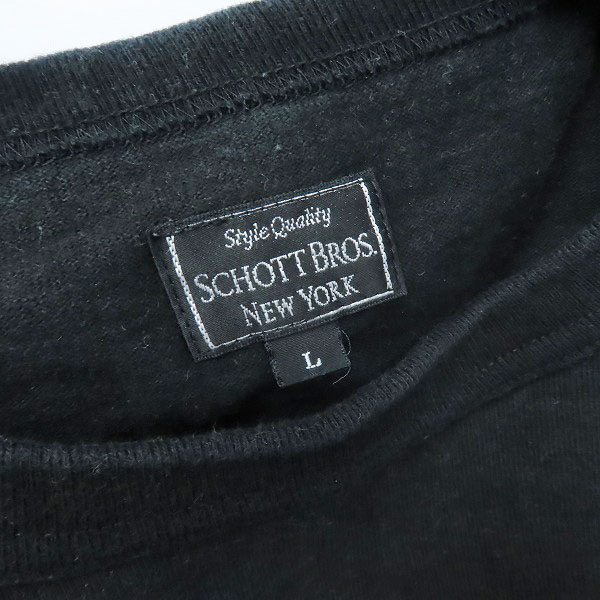 Style Quality
SCHOTT BROS.
NEW YORK
L